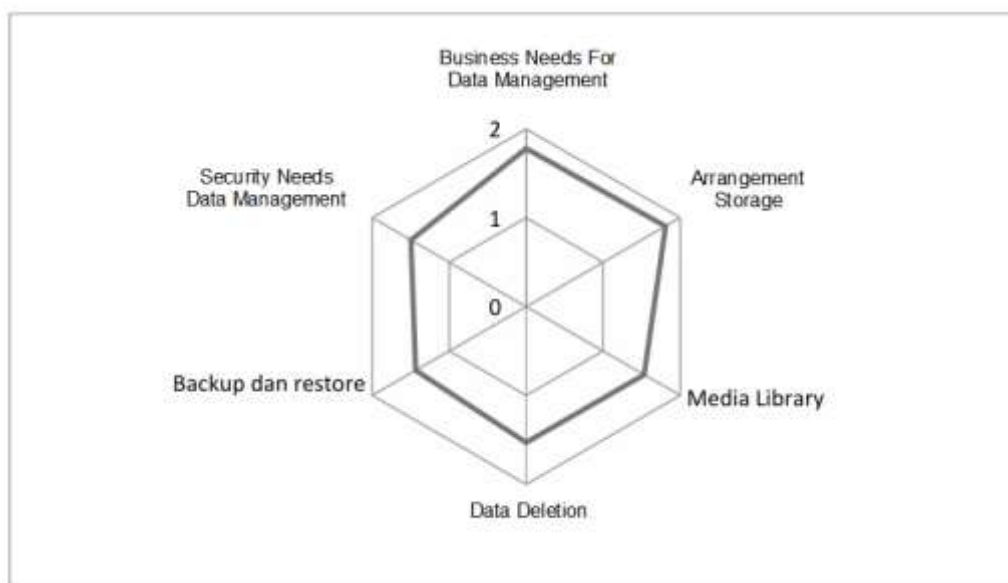 Business Needs For
Data Management
2
Security Needs
Data Management
Arrangement
Storage
1
0
Backup dan restore
Media Library
Data Deletion